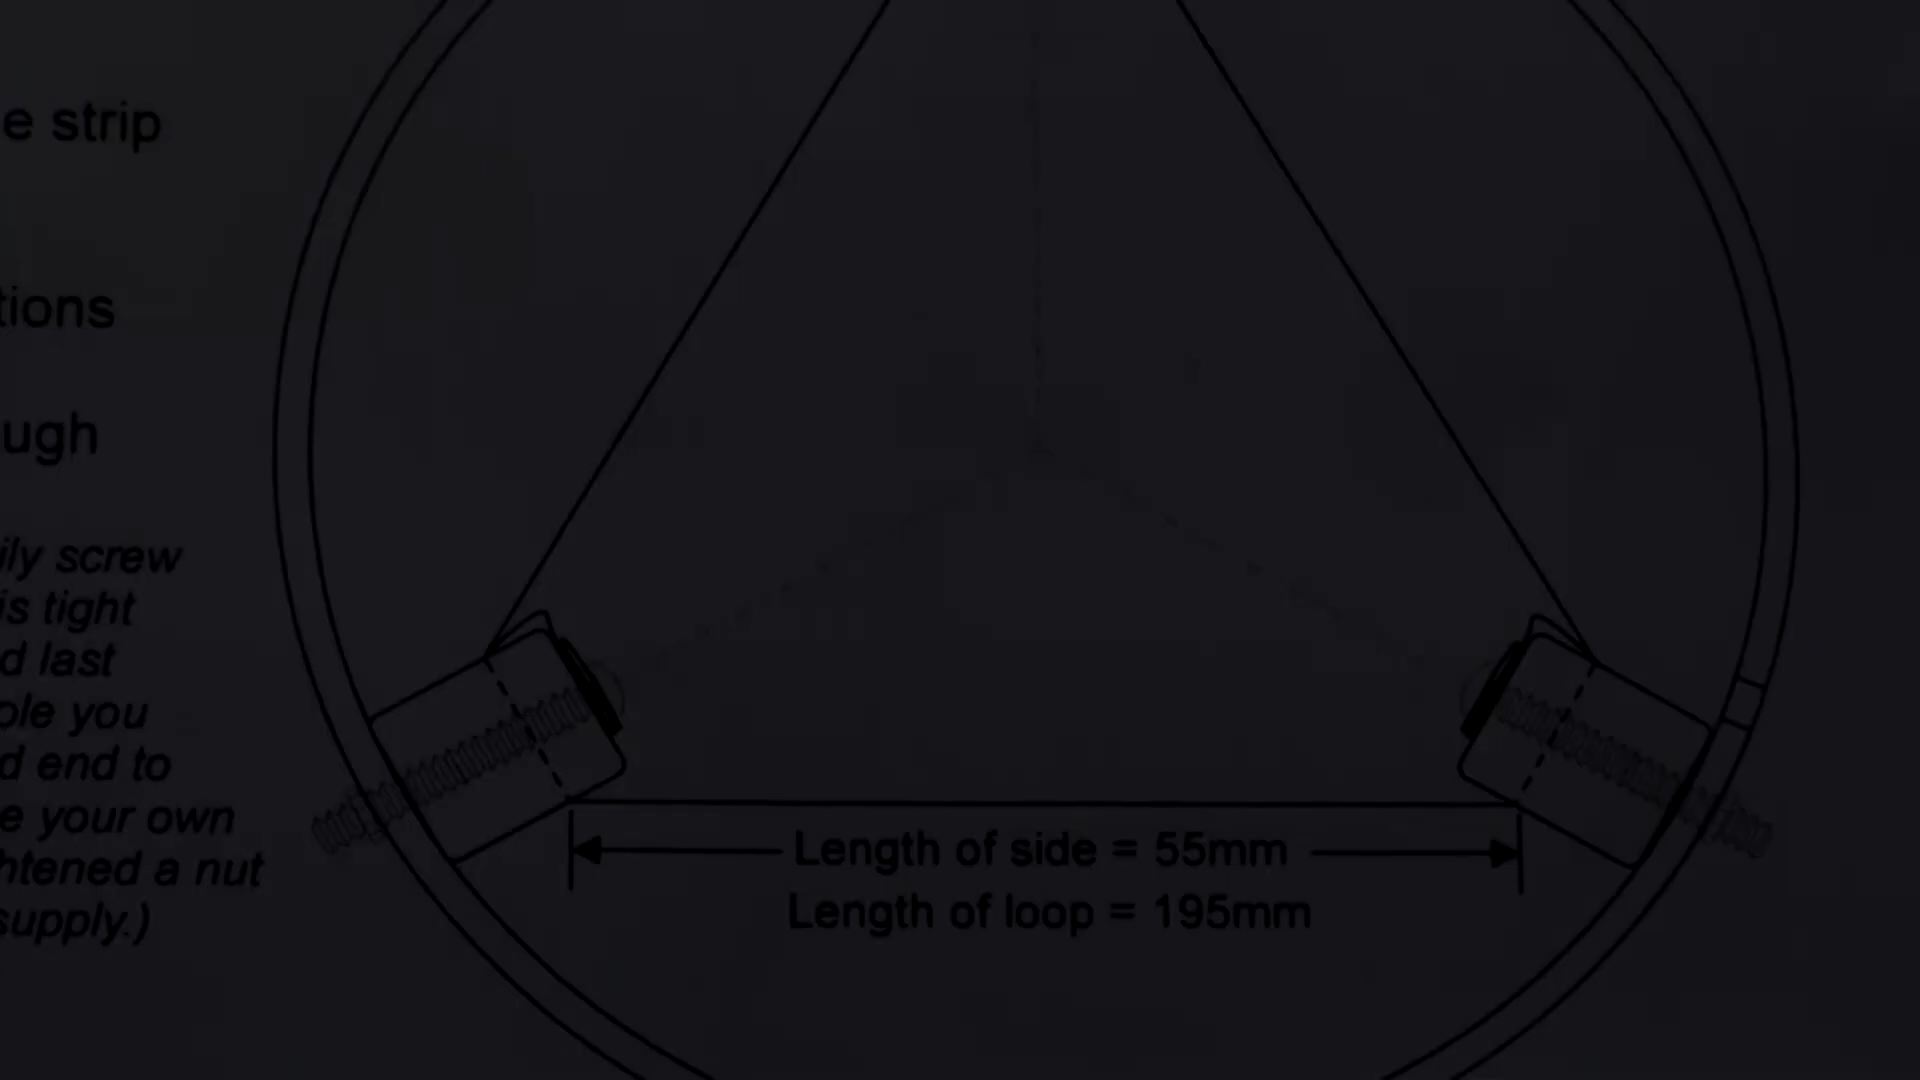 e strip
tions
ugh
ily screw
is tight
d last
ple you
d end to
e your own
htened a nut
supply.)
Length of side = 55mm
Length of loop = 195mm